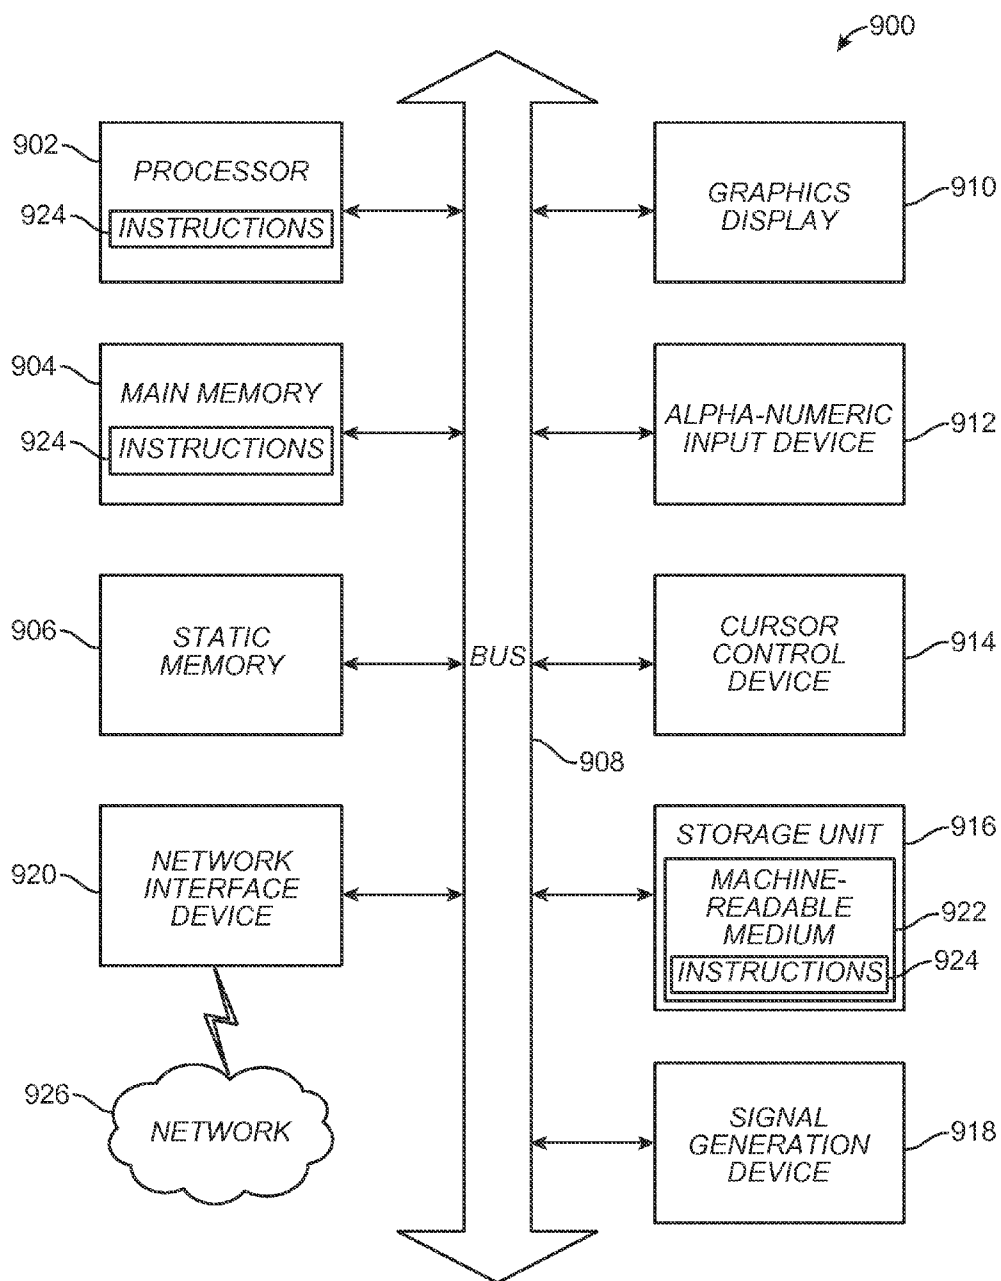 900
902
PROCESSOR
924
INSTRUCTIONS
GRAPHICS
DISPLAY
910
904
MAIN MEMORY
924
INSTRUCTIONS
ALPHA-NUMERIC
INPUT DEVICE
912
906
STATIC
MEMORY
BUS
908
CURSOR
CONTROL
DEVICE
914
920
NETWORK
INTERFACE
DEVICE
STORAGE UNIT
916
MACHINE-
READABLE
MEDIUM
922
INSTRUCTIONS
924
926
NETWORK
SIGNAL
GENERATION
DEVICE
918